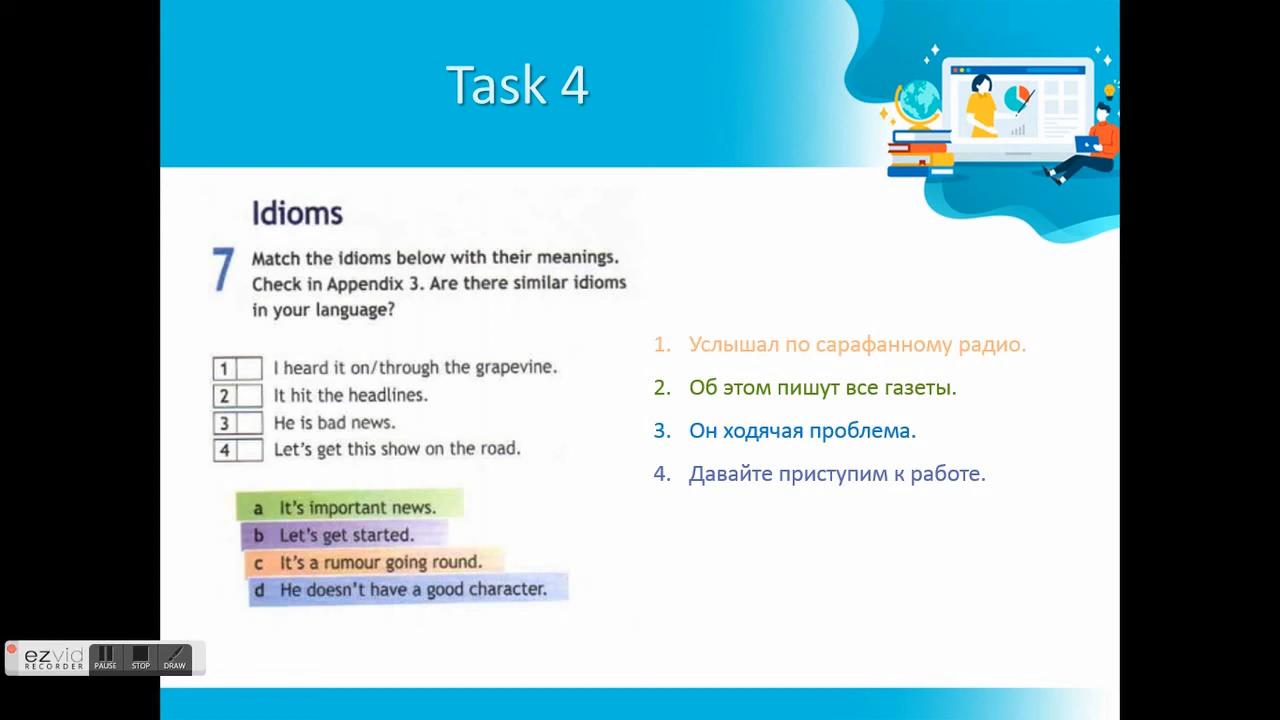 Task 4
Idioms
7 Match the idioms below with their meanings.
Check in Appendix 3. Are there similar idioms
in your language?
1 I heard it on/through the grapevine.
2 It hit the headlines.
3 He is bad news.
4 Let's get this show on the road.
a It's important news.
b Let's get started.
c It's a rumour going round.
d He doesn't have a good character.
1. Услышал по сарафанному радио.
2. Об этом пишут все газеты.
3. Он ходячая проблема.
4. Давайте приступим к работе.
ezvid
RECORDER
PAUSE STOP DRAW